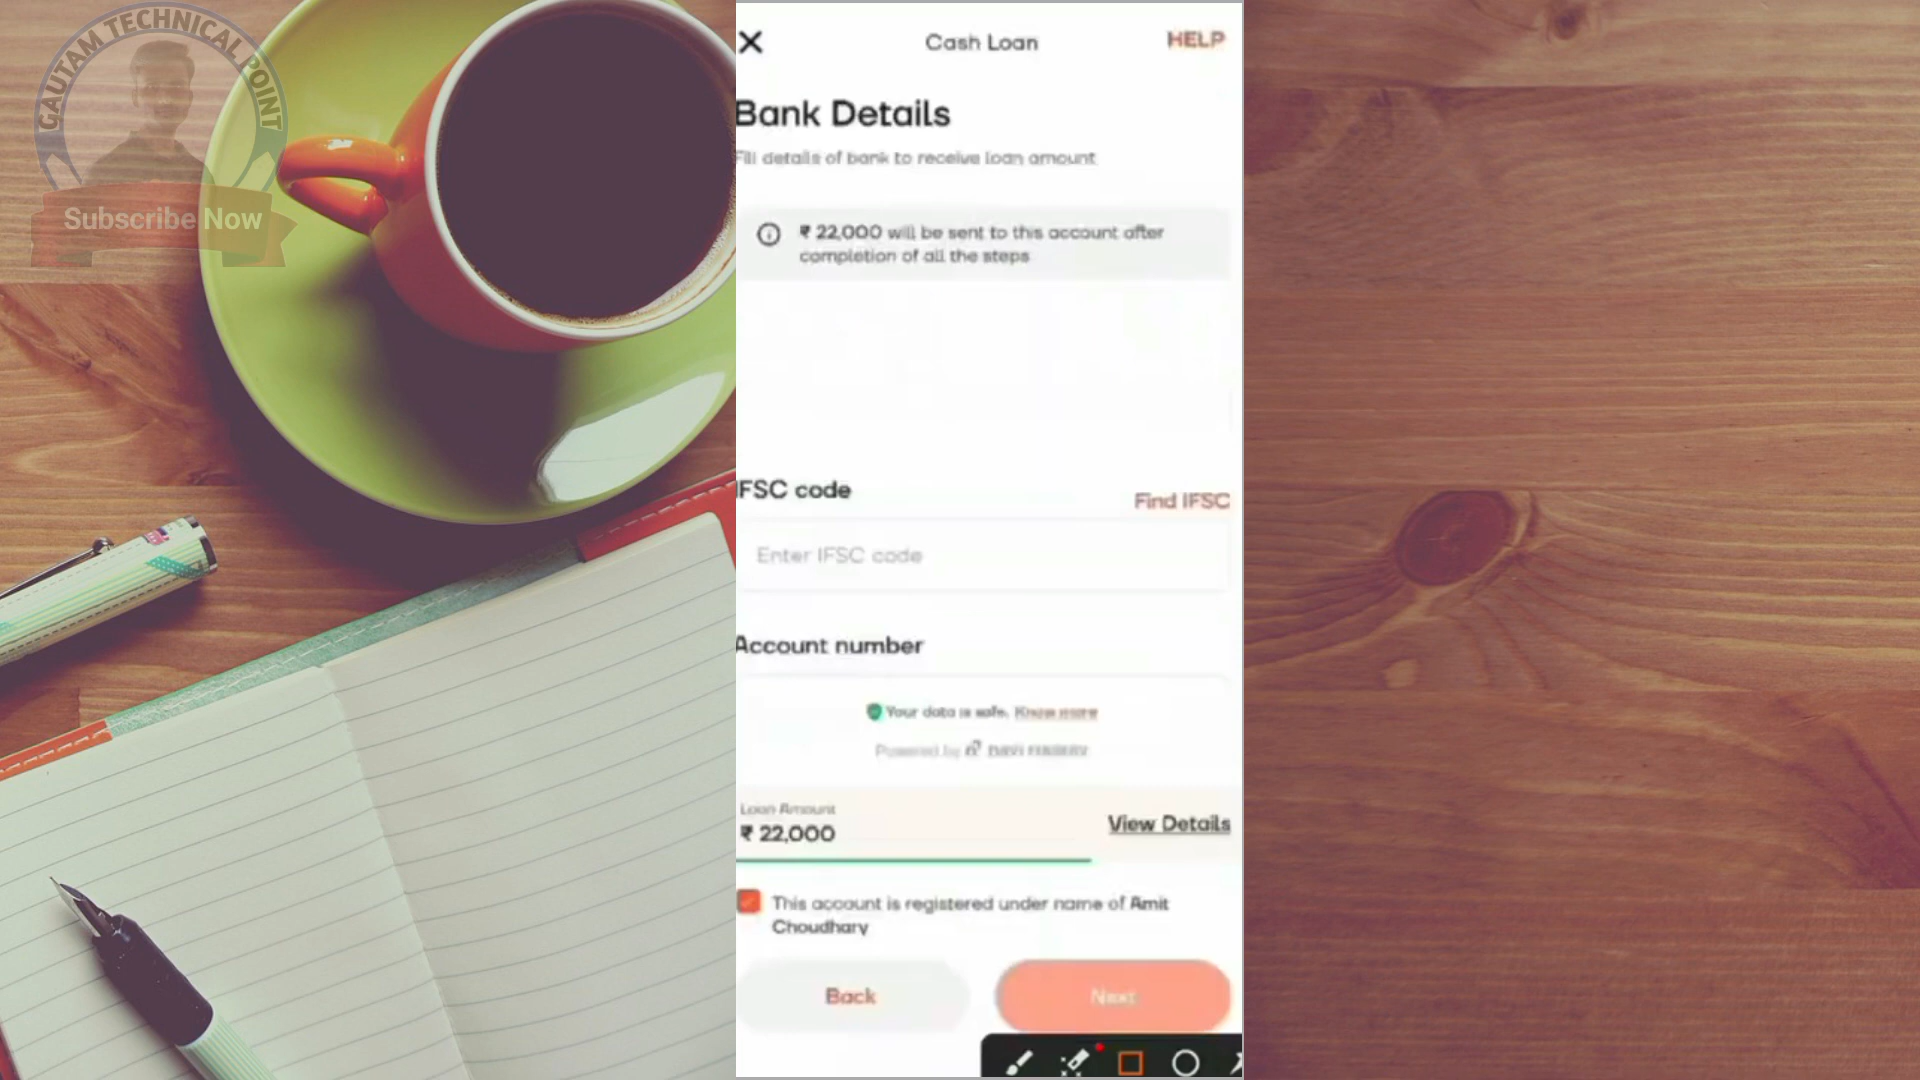 GAUTAM TECHNICAL POINT
Subscribe Now
Cash Loan
HELP
Bank Details
Fill details of bank to receive loan amount
₹ 22,000 will be sent to this account after
completion of all the steps
IFSC code
Find IFSC
Enter IFSC code
Account number
Your data is safe. Know more
Powered by
Loan Amount
₹ 22,000
View Details
This account is registered under name of Amit
Choudhary
Back
Next